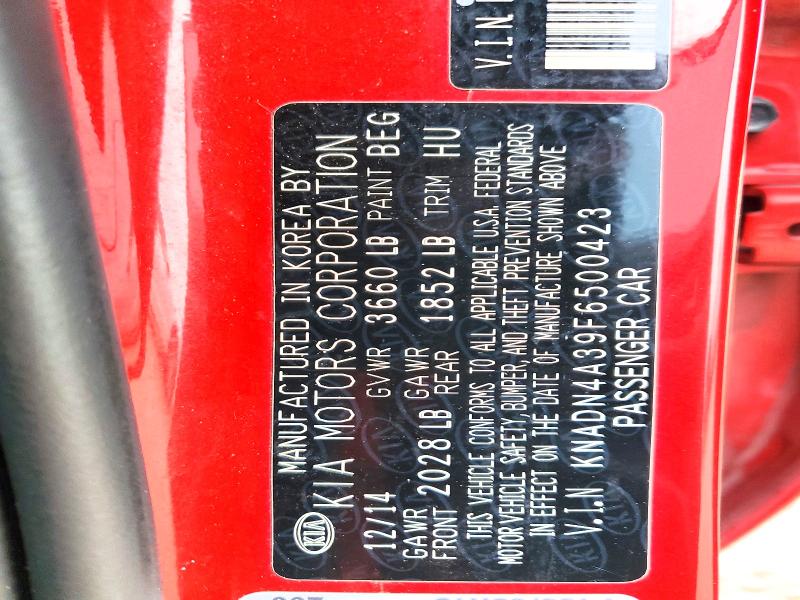 V.I.N
MANUFACTURED IN KOREA BY
KIA KIA MOTORS CORPORATION
12/14 GVWR 3660 LB PAINT BEG
GAWR GAWR
FRONT 2028 LB REAR 1852 LB TRIM HU
THIS VEHICLE CONFORMS TO ALL APPLICABLE U.S.A. FEDERAL
MOTOR VEHICLE SAFETY, BUMPER, AND THEFT PREVENTION STANDARDS
IN EFFECT ON THE DATE OF MANUFACTURE SHOWN ABOVE
V.I.N KNADN4A39F6500423
PASSENGER CAR